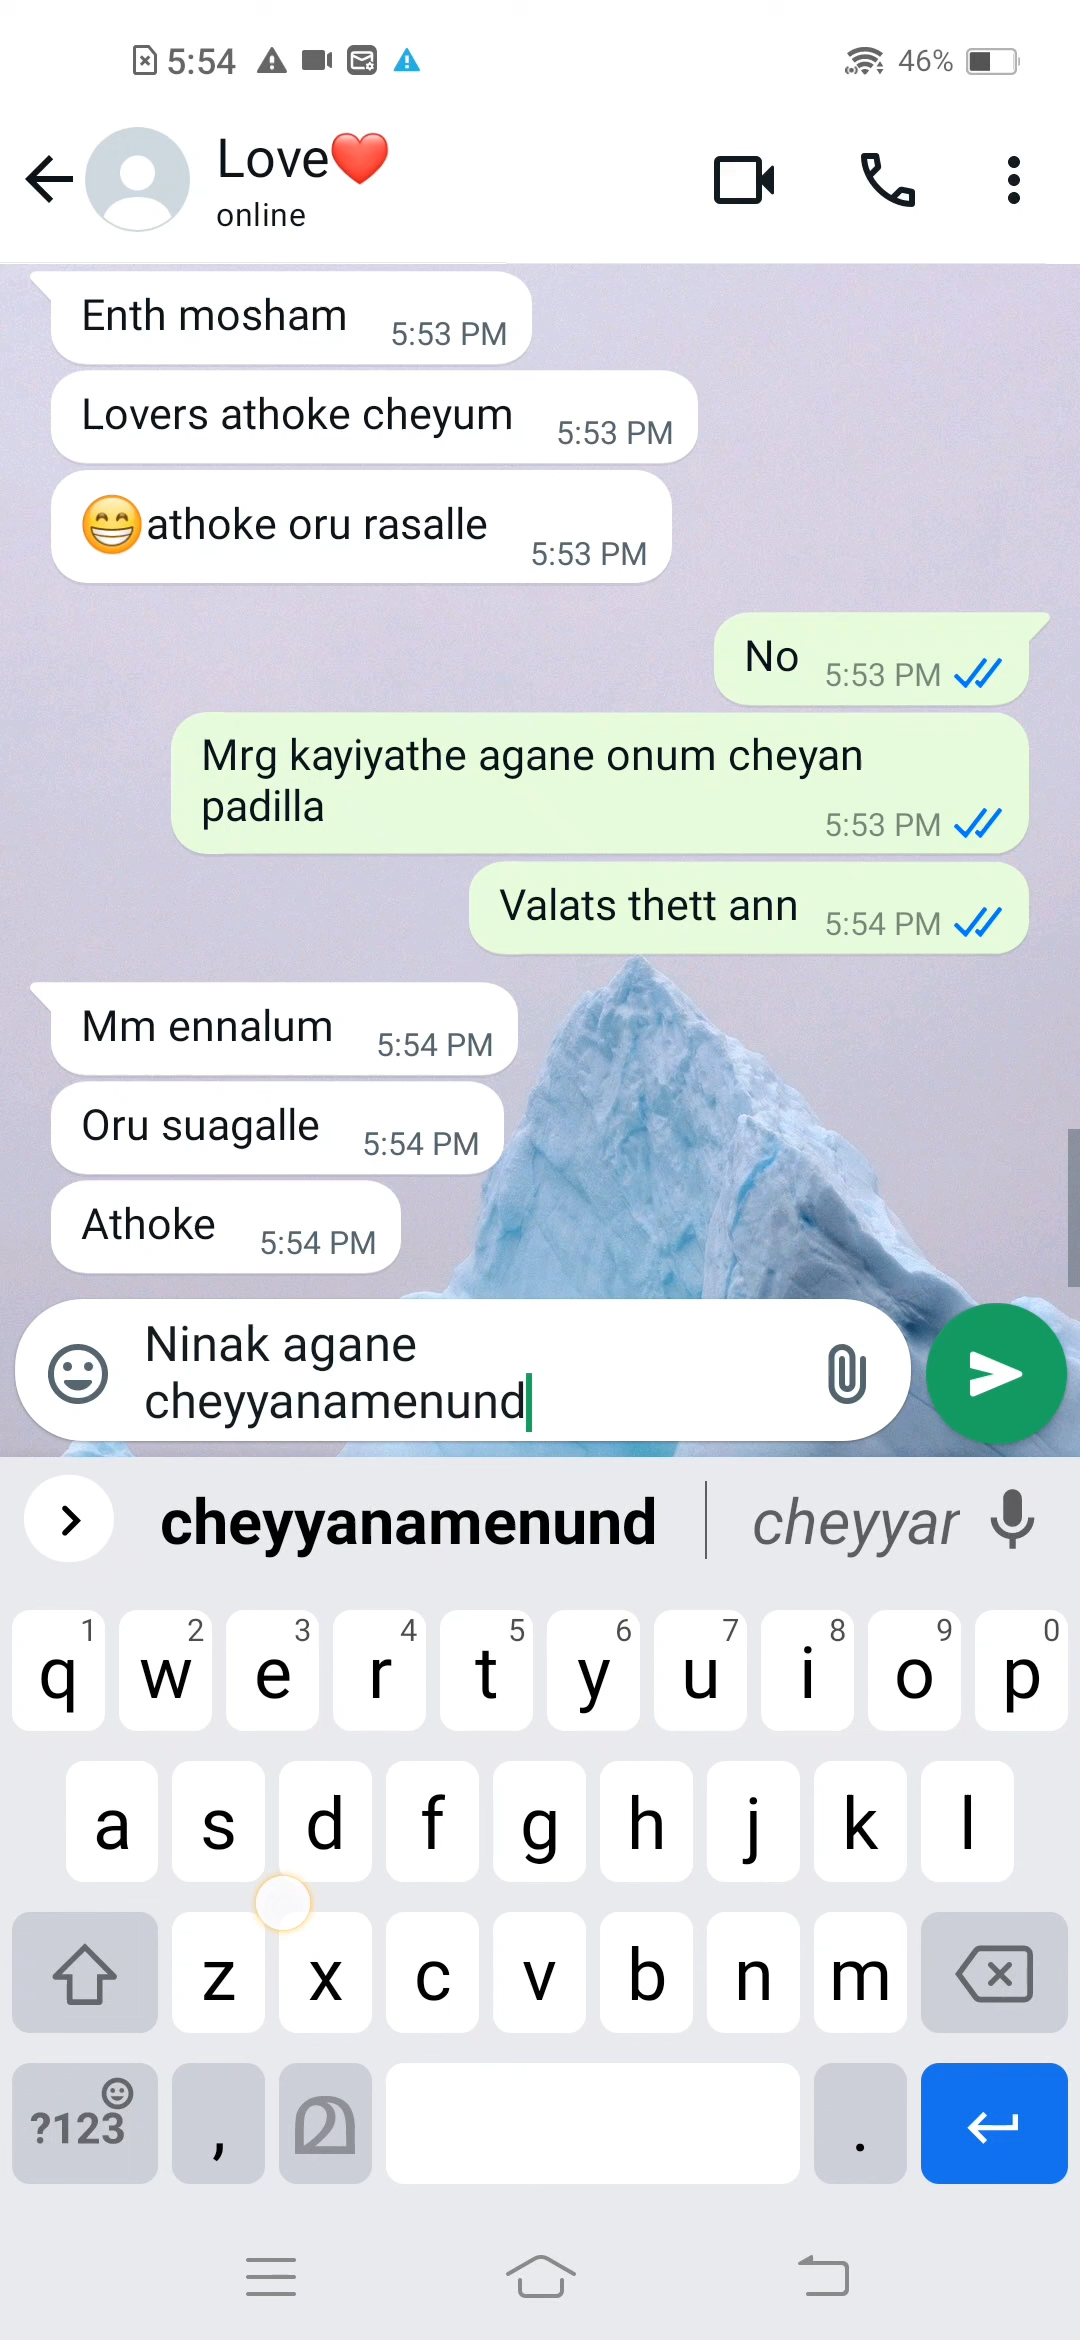 5:54
46%
Love❤️
online
Enth mosham 5:53 PM
Lovers athoke cheyum 5:53 PM
😁athoke oru rasalle 5:53 PM
No 5:53 PM
Mrg kayiyathe agane onum cheyan
padilla 5:53 PM
Valats thett ann 5:54 PM
Mm ennalum 5:54 PM
Oru suagalle 5:54 PM
Athoke 5:54 PM
Ninak agane
cheyyanamenund
cheyyanamenund cheyyar
1 2 3 4 5 6 7 8 9 0
q w e r t y u i o p
a s d f g h j k l
z x c v b n m
?123 , മ .